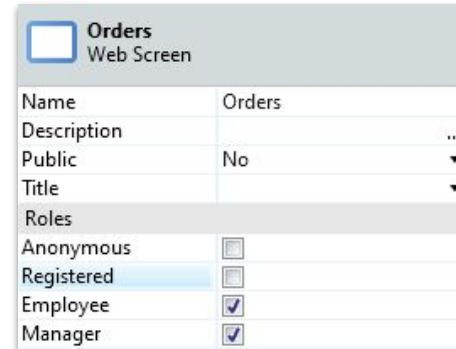 Orders
Web Screen
Name Orders
Description ...
Public No
Title
Roles
Anonymous
Registered
Employee
Manager